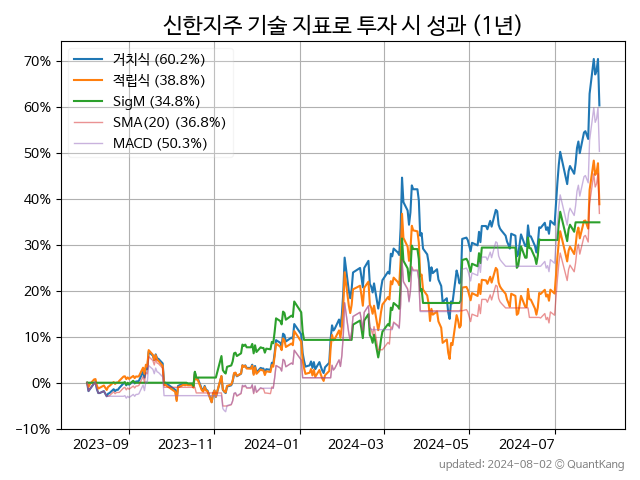 신한지주 기술 지표로 투자 시 성과 (1년)
거치식 (60.2%)
적립식 (38.8%)
SigM (34.8%)
SMA(20) (36.8%)
MACD (50.3%)
70%
60%
50%
40%
30%
20%
10%
0%
−10%
2023-09 2023-11 2024-01 2024-03 2024-05 2024-07
updated: 2024-08-02 @ QuantKang